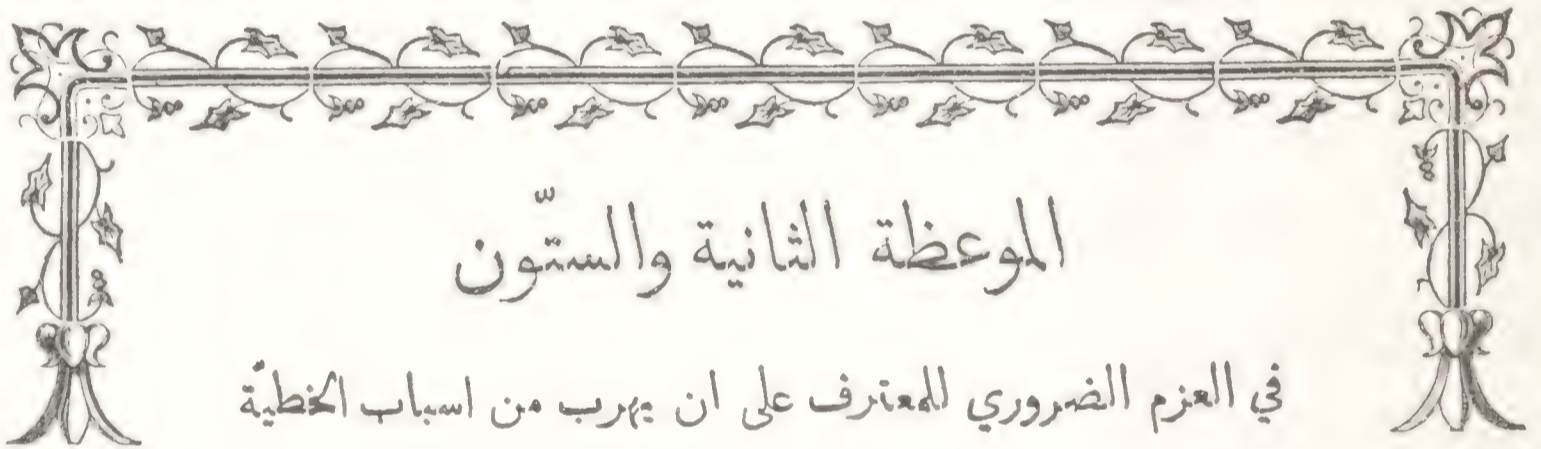 الموعظة الثانية والستّون
في العزم الضروري للمعترف على ان يهرب من اسباب الخطيّة